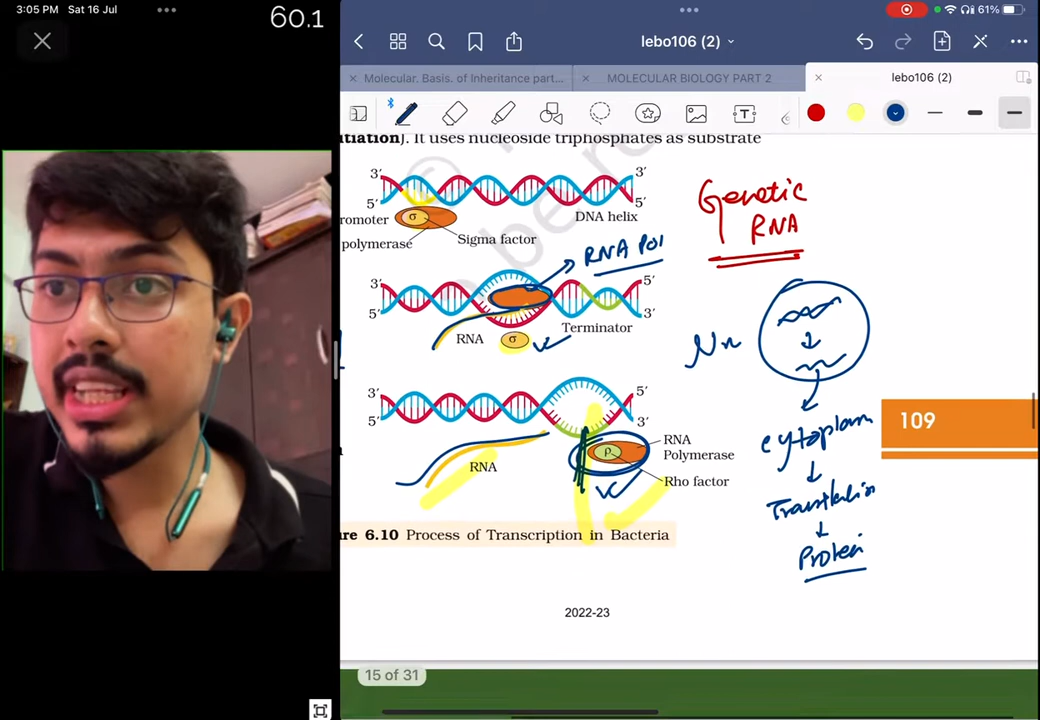 3:05 PM Sat 16 Jul
60.1
61%
lebo106 (2)
Molecular. Basis. of Inheritance part...
MOLECULAR BIOLOGY PART 2
lebo106 (2)
T
itiation). It uses nucleoside triphosphates as substrate
3′
3′
5′
5′
σ
romoter
polymerase
Sigma factor
DNA helix
Genetic
RNA
RNA Pol
3′
5′
5′
3′
RNA
σ
Terminator
Nu
3′
5′
5′
3′
RNA
ρ
RNA
Polymerase
Rho factor
cytoplasm
Translation
Protein
109
re 6.10 Process of Transcription in Bacteria
2022-23
15 of 31